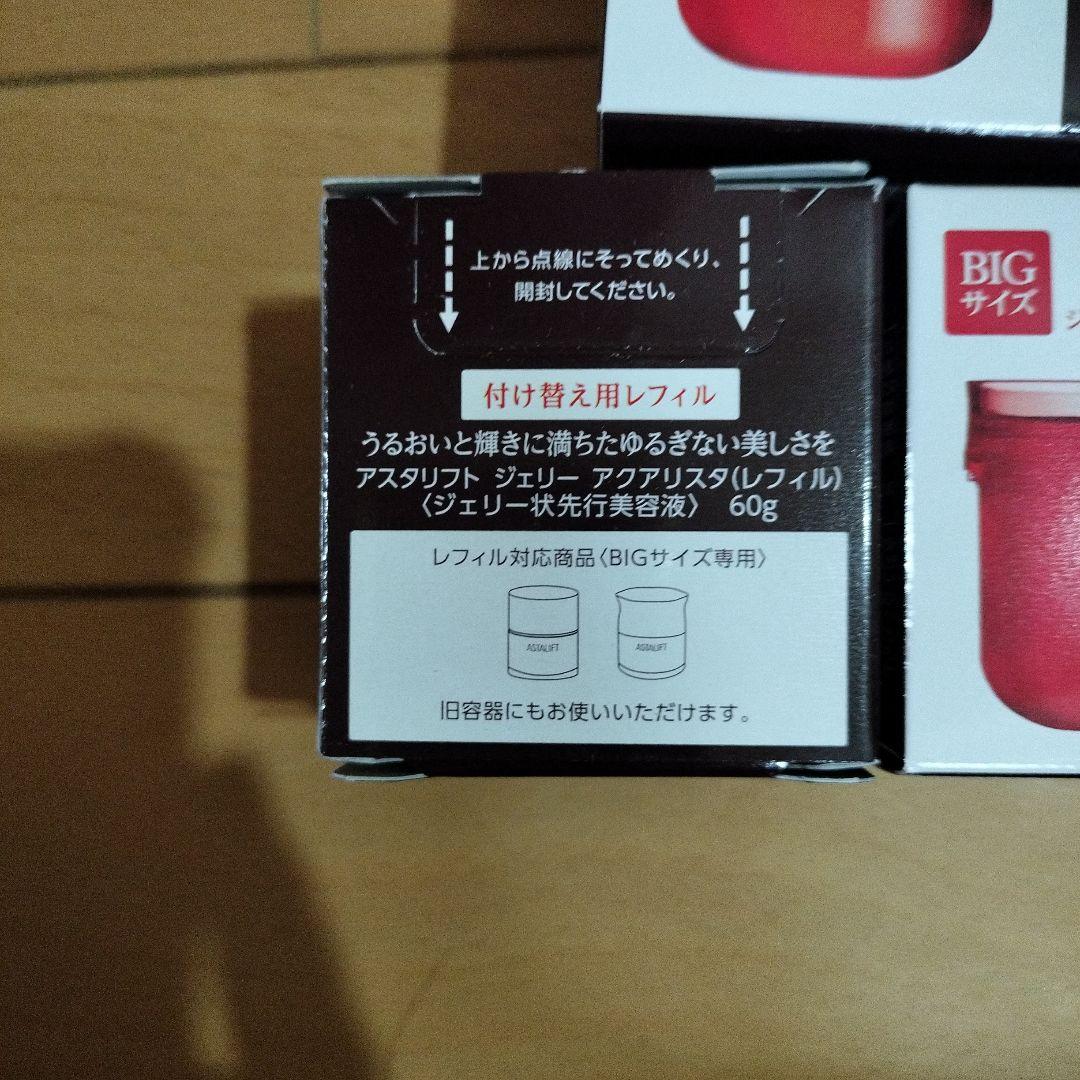 上から点線にそってめくり、
開封してください。
付け替え用レフィル
うるおいと輝きに満ちたゆるぎない美しさを
アスタリフト ジェリー アクアリスタ(レフィル)
〈ジェリー状先行美容液〉 60g
レフィル対応商品〈BIGサイズ専用〉
ASTALIFT
ASTALIFT
旧容器にもお使いいただけます。
BIG
サイズ